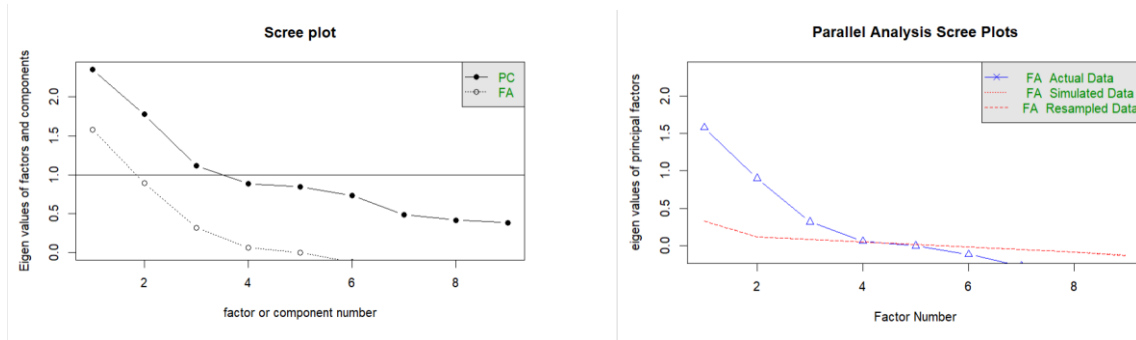 Scree plot
Eigen values of factors and components
2.0
1.5
1.0
0.5
0.0
PC
FA
2 4 6 8
factor or component number
Parallel Analysis Scree Plots
eigen values of principal factors
2.0
1.5
1.0
0.5
0.0
FA Actual Data
FA Simulated Data
FA Resampled Data
2 4 6 8
Factor Number